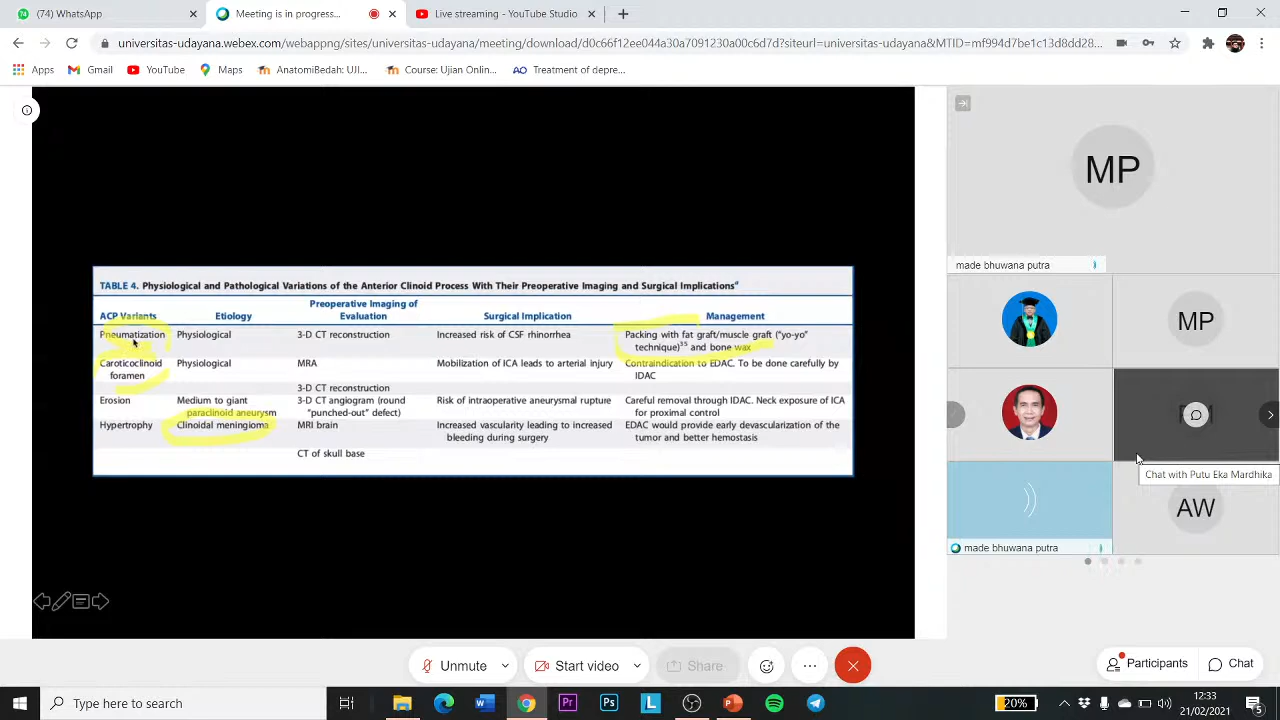 (74) WhatsApp
Meeting is in progress...
Live streaming - YouTube Studio
universitas-udayana.webex.com/webappng/sites/universitas-udayana/meeting/download/d0c66f12ee044a30a7091230ac0c6d7d?siteurl=universitas-udayana&MTID=mf994d7be1c13d8dd28...
Apps
Gmail
YouTube
Maps
AnatomiBedah: UJI...
Course: Ujian Onlin...
Treatment of depre...
TABLE 4. Physiological and Pathological Variations of the Anterior Clinoid Process With Their Preoperative Imaging and Surgical Implicationsa
ACP Variants Etiology Preoperative Imaging of Evaluation Surgical Implication Management
Pneumatization Physiological 3-D CT reconstruction Increased risk of CSF rhinorrhea Packing with fat graft/muscle graft ("yo-yo"
technique)35 and bone wax
Caroticoclinoid Physiological MRA Mobilization of ICA leads to arterial injury Contraindication to EDAC. To be done carefully by
foramen IDAC
3-D CT reconstruction
Erosion Medium to giant 3-D CT angiogram (round Risk of intraoperative aneurysmal rupture Careful removal through IDAC. Neck exposure of ICA
paraclinoid aneurysm "punched-out" defect) for proximal control
Hypertrophy Clinoidal meningioma MRI brain Increased vascularity leading to increased EDAC would provide early devascularization of the
bleeding during surgery tumor and better hemostasis
CT of skull base
MP
made bhuwana putra
MP
Chat with Putu Eka Mardhika
AW
made bhuwana putra
Unmute
Start video
Share
Participants
Chat
Type here to search
20%
12:33
21/02/2021
5